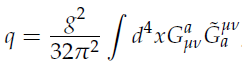 q = \frac{g^2}{32\pi^2} \int d^4x G^a_{\mu\nu} \tilde{G}^{\mu\nu}_a